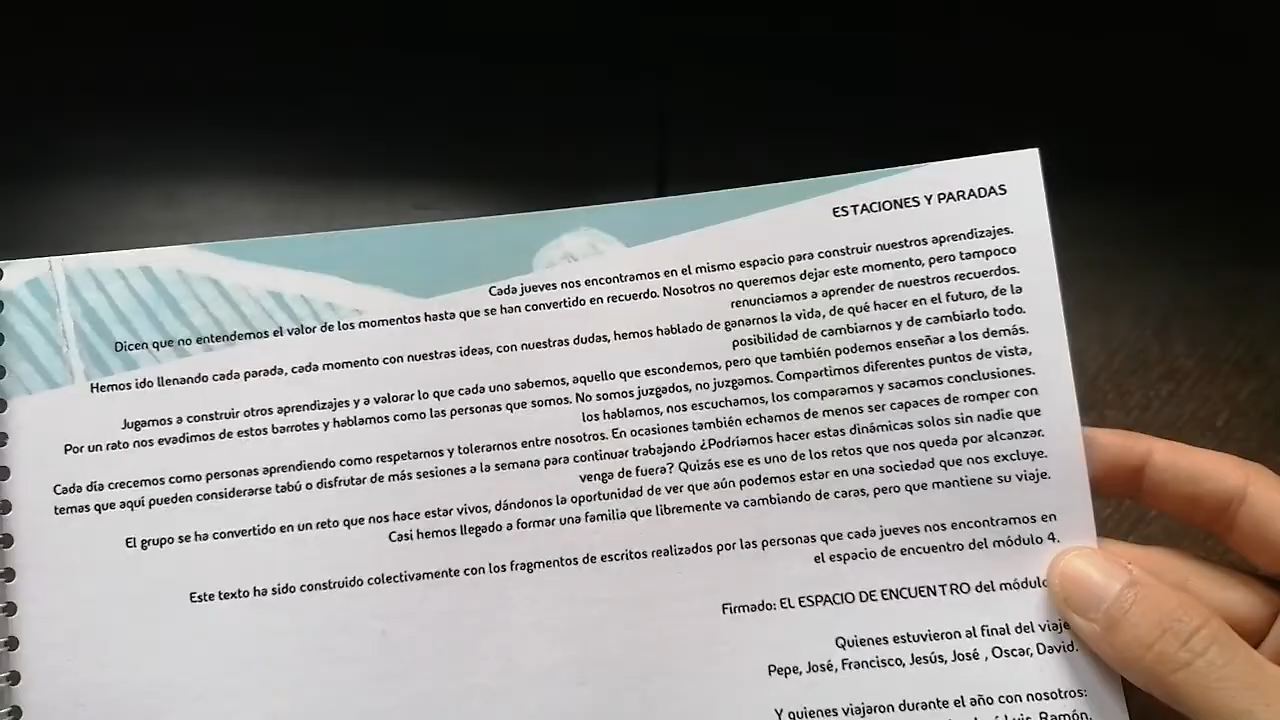 ESTACIONES Y PARADAS
Cada jueves nos encontramos en el mismo espacio para construir nuestros aprendizajes.
Dicen que no entendemos el valor de los momentos hasta que se han convertido en recuerdo. Nosotros no queremos dejar este momento, pero tampoco
renunciamos a aprender de nuestros recuerdos.
Hemos ido llenando cada parada, cada momento con nuestras ideas, con nuestras dudas, hemos hablado de ganarnos la vida, de qué hacer en el futuro, de la
posibilidad de cambiarnos y de cambiarlo todo.
Jugamos a construir otros aprendizajes y a valorar lo que cada uno sabemos, aquello que escondemos, pero que también podemos enseñar a los demás.
Por un rato nos evadimos de estos barrotes y hablamos como las personas que somos. No somos juzgados, no juzgamos. Compartimos diferentes puntos de vista,
los hablamos, nos escuchamos, los comparamos y sacamos conclusiones.
Cada día crecemos como personas aprendiendo como respetarnos y tolerarnos entre nosotros. En ocasiones también echamos de menos ser capaces de romper con
temas que aquí pueden considerarse tabú o disfrutar de más sesiones a la semana para continuar trabajando ¿Podríamos hacer estas dinámicas solos sin nadie que
venga de fuera? Quizás ese es uno de los retos que nos queda por alcanzar.
El grupo se ha convertido en un reto que nos hace estar vivos, dándonos la oportunidad de ver que aún podemos estar en una sociedad que nos excluye.
Casi hemos llegado a formar una familia que libremente va cambiando de caras, pero que mantiene su viaje.
Este texto ha sido construido colectivamente con los fragmentos de escritos realizados por las personas que cada jueves nos encontramos en
el espacio de encuentro del módulo 4.
Firmado: EL ESPACIO DE ENCUENTRO del módulo
Quienes estuvieron al final del viaje
Pepe, José, Francisco, Jesús, José , Oscar, David.
Y quienes viajaron durante el año con nosotros:
Luis, Ramón,